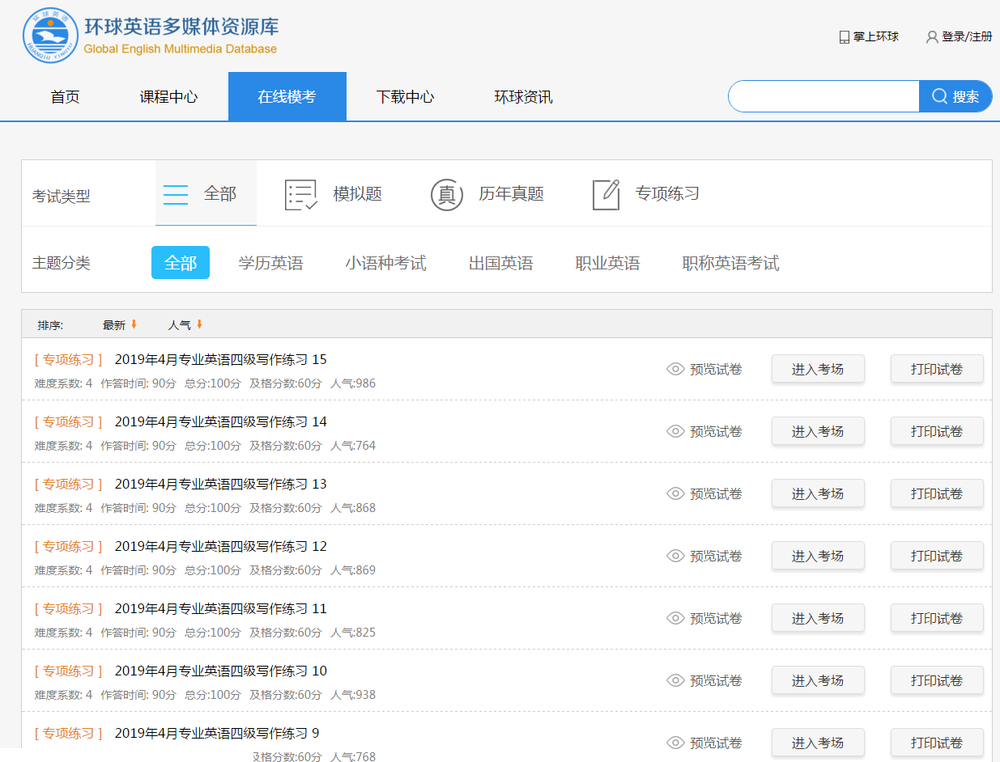 环球英语多媒体资源库
Global English Multimedia Database
掌上环球 登录/注册
首页 课程中心 在线模考 下载中心 环球资讯 搜索
考试类型 全部 模拟题 真 历年真题 专项练习
主题分类 全部 学历英语 小语种考试 出国英语 职业英语 职称英语考试
排序: 最新 人气
[ 专项练习 ] 2019年4月专业英语四级写作练习 15
难度系数: 4 作答时间: 90分 总分:100分 及格分数:60分 人气:986
预览试卷 进入考场 打印试卷
[ 专项练习 ] 2019年4月专业英语四级写作练习 14
难度系数: 4 作答时间: 90分 总分:100分 及格分数:60分 人气:764
预览试卷 进入考场 打印试卷
[ 专项练习 ] 2019年4月专业英语四级写作练习 13
难度系数: 4 作答时间: 90分 总分:100分 及格分数:60分 人气:868
预览试卷 进入考场 打印试卷
[ 专项练习 ] 2019年4月专业英语四级写作练习 12
难度系数: 4 作答时间: 90分 总分:100分 及格分数:60分 人气:869
预览试卷 进入考场 打印试卷
[ 专项练习 ] 2019年4月专业英语四级写作练习 11
难度系数: 4 作答时间: 90分 总分:100分 及格分数:60分 人气:825
预览试卷 进入考场 打印试卷
[ 专项练习 ] 2019年4月专业英语四级写作练习 10
难度系数: 4 作答时间: 90分 总分:100分 及格分数:60分 人气:938
预览试卷 进入考场 打印试卷
[ 专项练习 ] 2019年4月专业英语四级写作练习 9
及格分数:60分 人气:768
预览试卷 进入考场 打印试卷